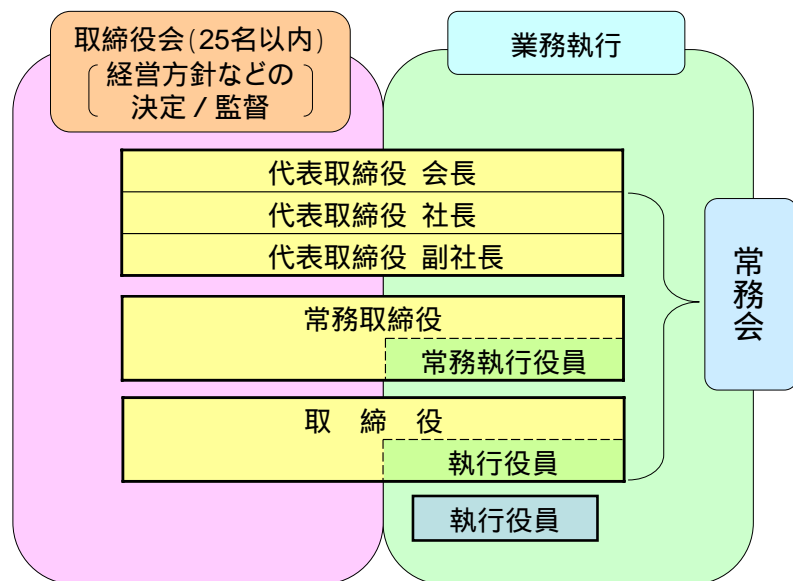 取締役会(25名以内)
経営方針などの
決定/監督
業務執行
代表取締役 会長
代表取締役 社長
代表取締役 副社長
常務取締役
常務執行役員
取 締 役
執行役員
執行役員
常務会